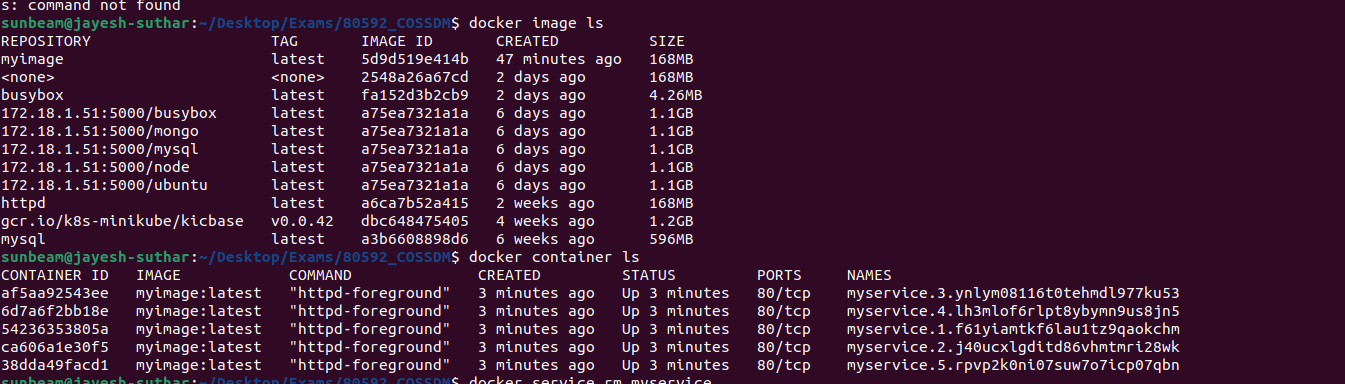 s: command not found
sunbeam@jayesh-suthar:~/Desktop/Exams/80592_COSSDM$ docker image ls
REPOSITORY TAG IMAGE ID CREATED SIZE
myimage latest 5d9d519e414b 47 minutes ago 168MB
<none> <none> 2548a26a67cd 2 days ago 168MB
busybox latest fa152d3b2cb9 2 days ago 4.26MB
172.18.1.51:5000/busybox latest a75ea7321a1a 6 days ago 1.1GB
172.18.1.51:5000/mongo latest a75ea7321a1a 6 days ago 1.1GB
172.18.1.51:5000/mysql latest a75ea7321a1a 6 days ago 1.1GB
172.18.1.51:5000/node latest a75ea7321a1a 6 days ago 1.1GB
172.18.1.51:5000/ubuntu latest a75ea7321a1a 6 days ago 1.1GB
httpd latest a6ca7b52a415 2 weeks ago 168MB
gcr.io/k8s-minikube/kicbase v0.0.42 dbc648475405 4 weeks ago 1.2GB
mysql latest a3b6608898d6 6 weeks ago 596MB
sunbeam@jayesh-suthar:~/Desktop/Exams/80592_COSSDM$ docker container ls
CONTAINER ID IMAGE COMMAND CREATED STATUS PORTS NAMES
af5aa92543ee myimage:latest "httpd-foreground" 3 minutes ago Up 3 minutes 80/tcp myservice.3.ynlym08116t0tehmdl977ku53
6d7a6f2bb18e myimage:latest "httpd-foreground" 3 minutes ago Up 3 minutes 80/tcp myservice.4.lh3mlof6rlpt8ybymn9us8jn5
54236353805a myimage:latest "httpd-foreground" 3 minutes ago Up 3 minutes 80/tcp myservice.1.f61yiamtkf6lau1tz9qaokchm
ca606a1e30f5 myimage:latest "httpd-foreground" 3 minutes ago Up 3 minutes 80/tcp myservice.2.j40ucxlgditd86vhmtmri28wk
38dda49facd1 myimage:latest "httpd-foreground" 3 minutes ago Up 3 minutes 80/tcp myservice.5.rpvp2k0ni07suw7o7icp07qbn
sunbeam@jayesh-suthar:~/Desktop/Exams/80592_COSSDM$ docker service rm myservice